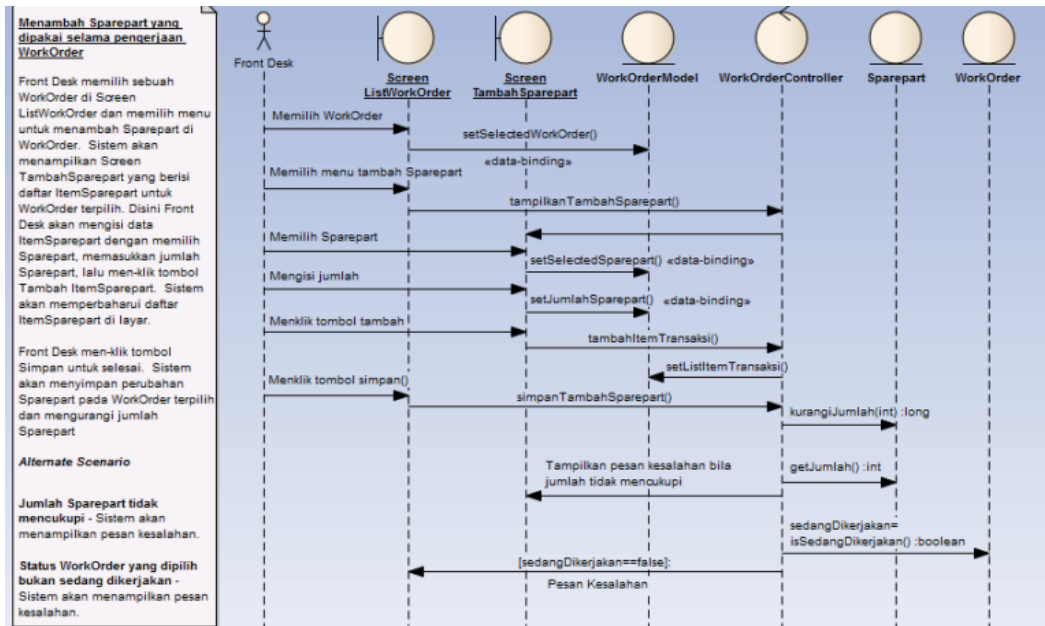 Menambah Sparepart yang
dipakai selama pengerjaan
WorkOrder
Front Desk memilih sebuah
WorkOrder di Screen
ListWorkOrder dan memilih menu
untuk menambah Sparepart di
WorkOrder. Sistem akan
menampilkan Screen
TambahSparepart yang berisi
daftar ItemSparepart untuk
WorkOrder terpilih. Disini Front
Desk akan mengisi data
ItemSparepart dengan memilih
Sparepart, memasukkan jumlah
Sparepart, lalu men-klik tombol
Tambah ItemSparepart. Sistem
akan memperbaharui daftar
ItemSparepart di layar.
Front Desk men-klik tombol
Simpan untuk selesai. Sistem
akan menyimpan perubahan
Sparepart pada WorkOrder terpilih
dan mengurangi jumlah
Sparepart
Alternate Scenario
Jumlah Sparepart tidak
mencukupi - Sistem akan
menampilkan pesan kesalahan.
Status WorkOrder yang dipilih
bukan sedang dikerjakan -
Sistem akan menampilkan pesan
kesalahan.
Front Desk
Screen
ListWorkOrder
Screen
TambahSparepart
WorkOrderModel
WorkOrderController
Sparepart
WorkOrder
Memilih WorkOrder
setSelectedWorkOrder()
«data-binding»
Memilih menu tambah Sparepart
tampilkanTambahSparepart()
Memilih Sparepart
setSelectedSparepart() «data-binding»
Mengisi jumlah
setJumlahSparepart() «data-binding»
Menklik tombol tambah
tambahItemTransaksi()
setListItemTransaksi()
Menklik tombol simpan()
simpanTambahSparepart()
kurangiJumlah(int) :long
Tampilkan pesan kesalahan bila
jumlah tidak mencukupi
getJumlah() :int
sedangDikerjakan=
isSedangDikerjakan() :boolean
[sedangDikerjakan==false]:
Pesan Kesalahan